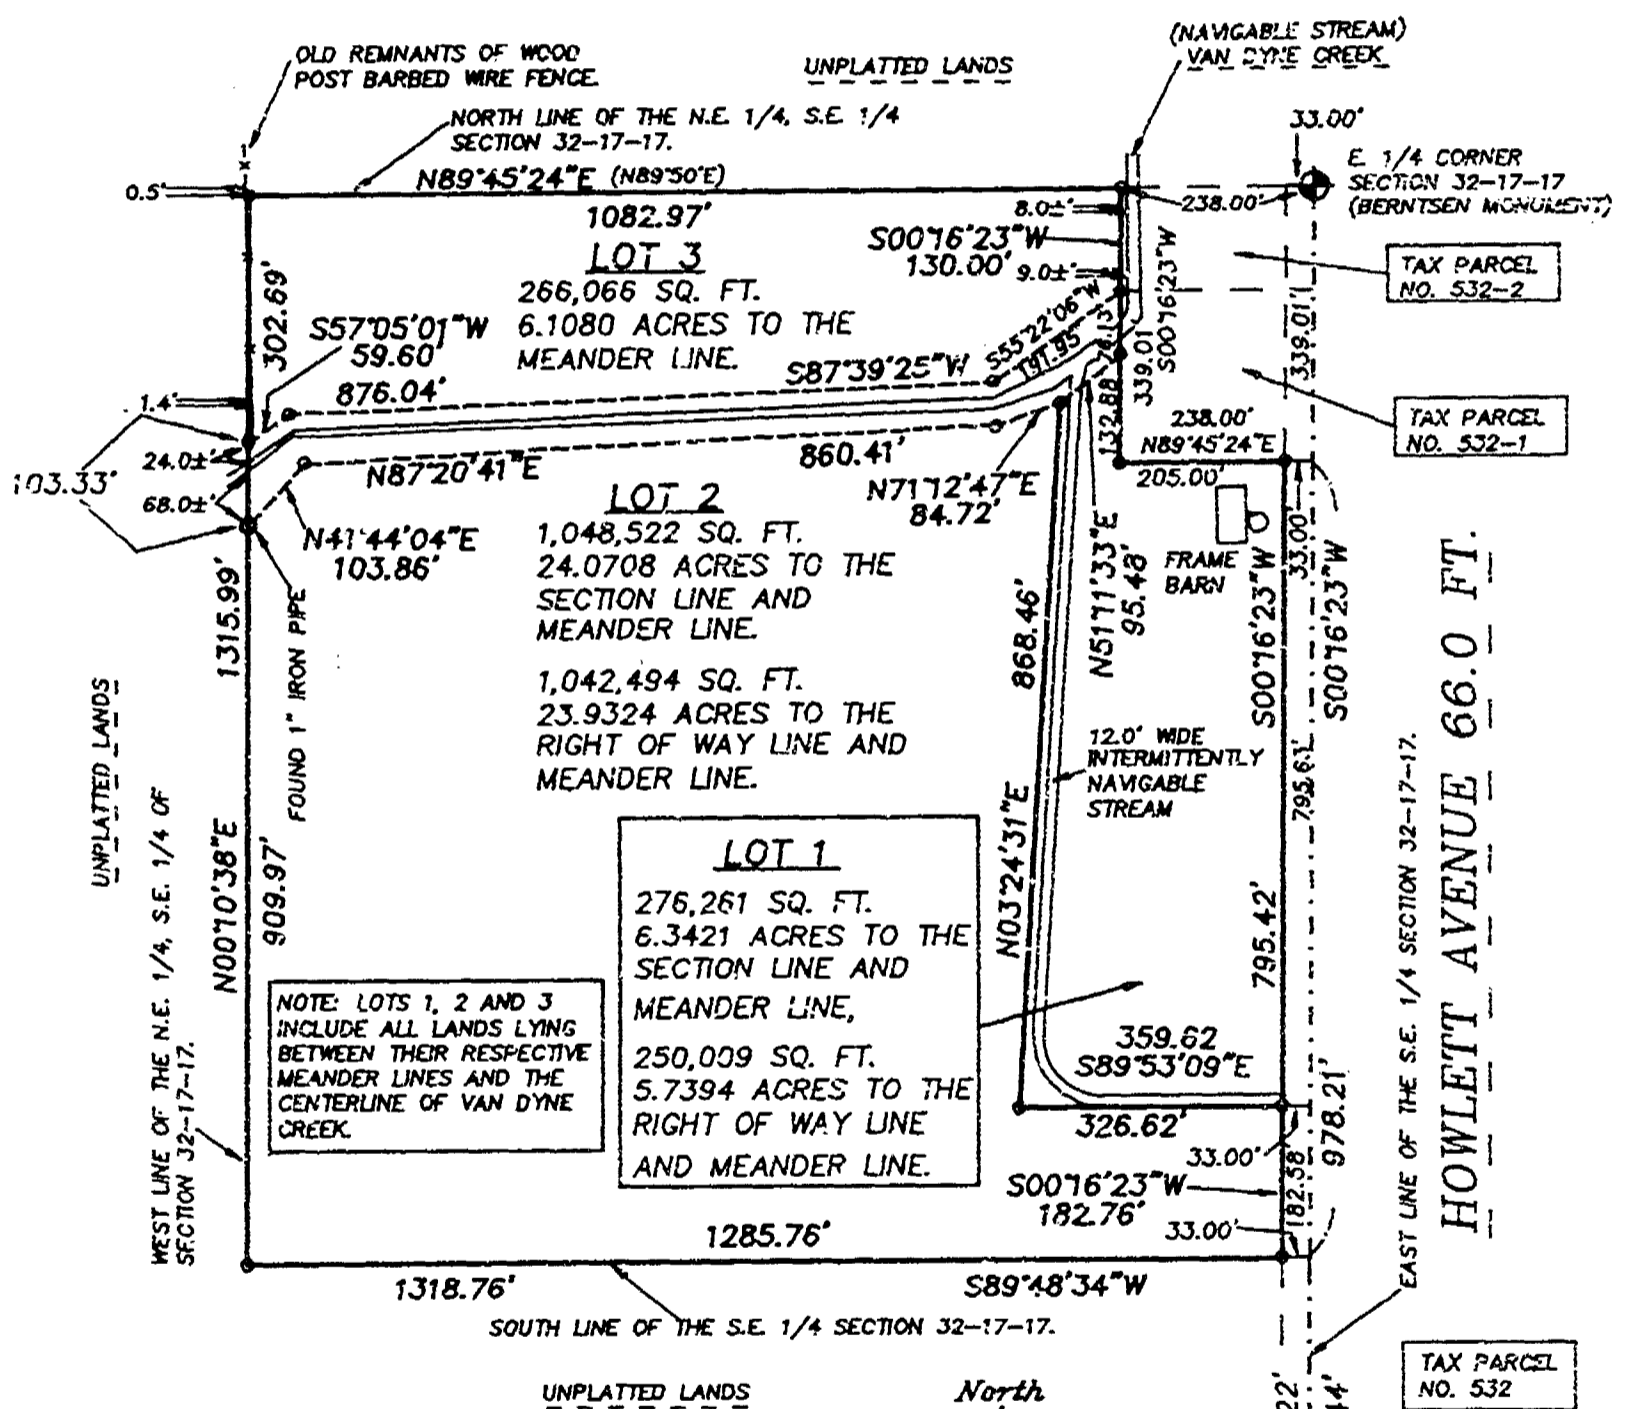 OLD REMNANTS OF WOOD
POST BARBED WIRE FENCE.
UNPLATTED LANDS
(NAVIGABLE STREAM)
VAN DYNE CREEK
NORTH LINE OF THE N.E. 1/4, S.E. 1/4
SECTION 32-17-17.
33.00'
E. 1/4 CORNER
SECTION 32-17-17
(BERNTSEN MONUMENT)
0.5'
N89°45'24"E (N89°50'E)
1082.97'
8.0±'
238.00'
LOT 3
266,066 SQ. FT.
6.1080 ACRES TO THE
MEANDER LINE.
S00°16'23"W
130.00'
9.0±'
S00°16'23"W
TAX PARCEL
NO. 532-2
302.69'
S57°05'01"W
59.60'
876.04'
S87°39'25"W
S55°22'06"W
191.95'
339.01
339.01'
1.4'
132.88
238.00'
N89°45'24"E
205.00'
TAX PARCEL
NO. 532-1
103.33'
24.0±'
68.0±'
N87°20'41"E
860.41'
N71°12'47"E
84.72'
N41°44'04"E
103.86'
LOT 2
1,048,522 SQ. FT.
24.0708 ACRES TO THE
SECTION LINE AND
MEANDER LINE.
1,042,494 SQ. FT.
23.9324 ACRES TO THE
RIGHT OF WAY LINE AND
MEANDER LINE.
FRAME
BARN
33.00'
N51°11'33"E
95.48'
868.46'
S00°16'23"W
S00°16'23"W
1315.99'
FOUND 1" IRON PIPE
UNPLATTED LANDS
12.0' WIDE
INTERMITTENTLY
NAVIGABLE
STREAM
795.63'
HOWLETT AVENUE 66.0 FT.
WEST LINE OF THE N.E. 1/4, S.E. 1/4 OF
SECTION 32-17-17.
N00°10'38"E
909.97'
N03°24'31"E
795.42'
EAST LINE OF THE S.E. 1/4 SECTION 32-17-17.
LOT 1
276,261 SQ. FT.
6.3421 ACRES TO THE
SECTION LINE AND
MEANDER LINE,
250,009 SQ. FT.
5.7394 ACRES TO THE
RIGHT OF WAY LINE
AND MEANDER LINE.
NOTE: LOTS 1, 2 AND 3
INCLUDE ALL LANDS LYING
BETWEEN THEIR RESPECTIVE
MEANDER LINES AND THE
CENTERLINE OF VAN DYNE
CREEK.
359.62
S89°53'09"E
326.62'
33.00'
978.21'
S00°16'23"W
182.76'
182.58'
33.00'
1285.76'
1318.76'
S89°48'34"W
SOUTH LINE OF THE S.E. 1/4 SECTION 32-17-17.
UNPLATTED LANDS
North
TAX PARCEL
NO. 532